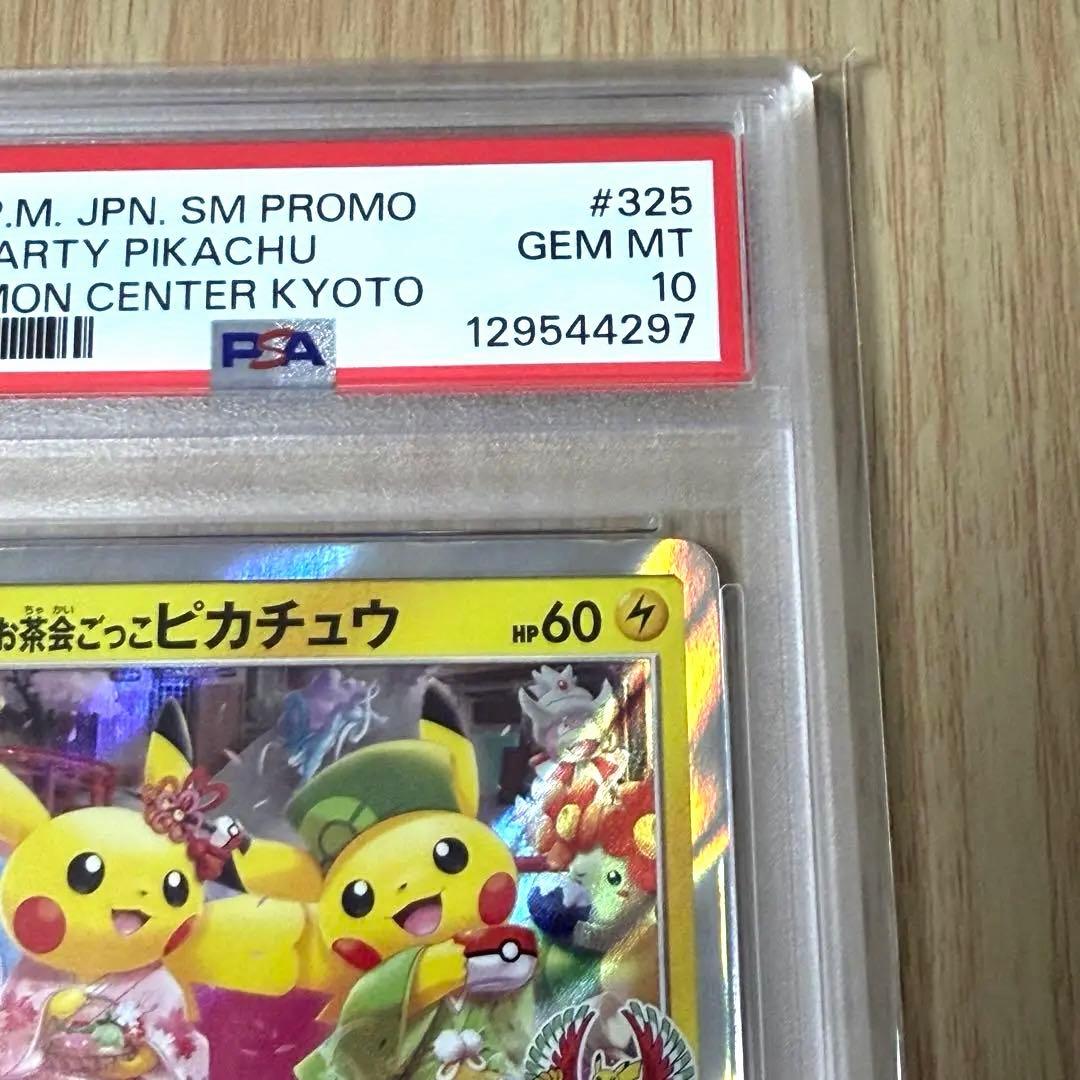 P.M. JPN. SM PROMO #325
ARTY PIKACHU GEM MT
MON CENTER KYOTO 10
129544297
PSA
ちゃ かい
お茶会ごっこピカチュウ HP60